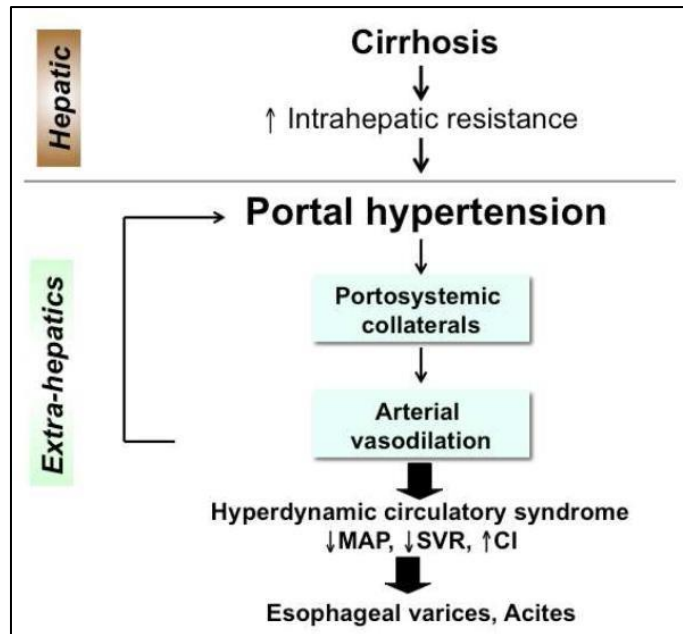 Hepatic
Cirrhosis
↑ Intrahepatic resistance
Extra-hepatics
Portal hypertension
Portosystemic
collaterals
Arterial
vasodilation
Hyperdynamic circulatory syndrome
↓MAP, ↓SVR, ↑CI
Esophageal varices, Acites